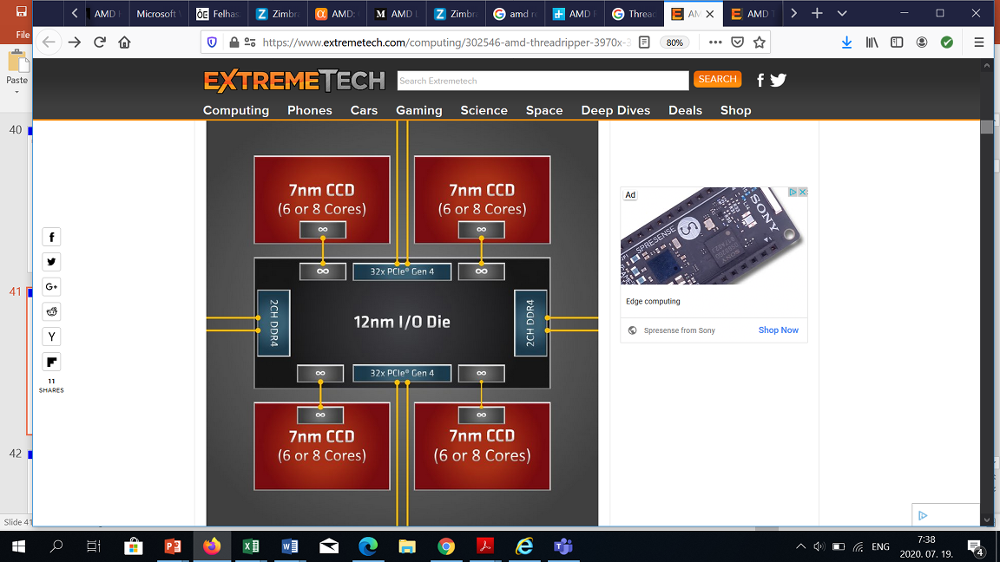 AMD
Microsoft
Felhas
Zimbra
AMD:
AMD L
Zimbra
amd r
AMD
Thread
AM
AMD T
File
https://www.extremetech.com/computing/302546-amd-threadripper-3970x-3
80%
Paste
EXTREMETECH
Search Extremetech
SEARCH
Computing Phones Cars Gaming Science Space Deep Dives Deals Shop
40
41
42
7nm CCD
(6 or 8 Cores)
∞
7nm CCD
(6 or 8 Cores)
∞
∞
32x PCIe® Gen 4
∞
2CH DDR4
12nm I/O Die
2CH DDR4
∞
32x PCIe® Gen 4
∞
∞
7nm CCD
(6 or 8 Cores)
∞
7nm CCD
(6 or 8 Cores)
G+
Y
11
SHARES
Ad
SPRESENSE
SONY
Edge computing
Spresense from Sony
Shop Now
Slide 41
ENG
7:38
2020. 07. 19.
4